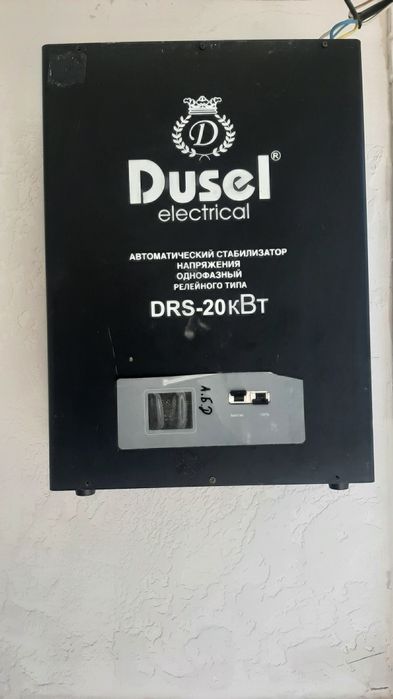 D
Dusel®
electrical
АВТОМАТИЧЕСКИЙ СТАБИЛИЗАТОР
НАПРЯЖЕНИЯ
ОДНОФАЗНЫЙ
РЕЛЕЙНОГО ТИПА
DRS-20кВт